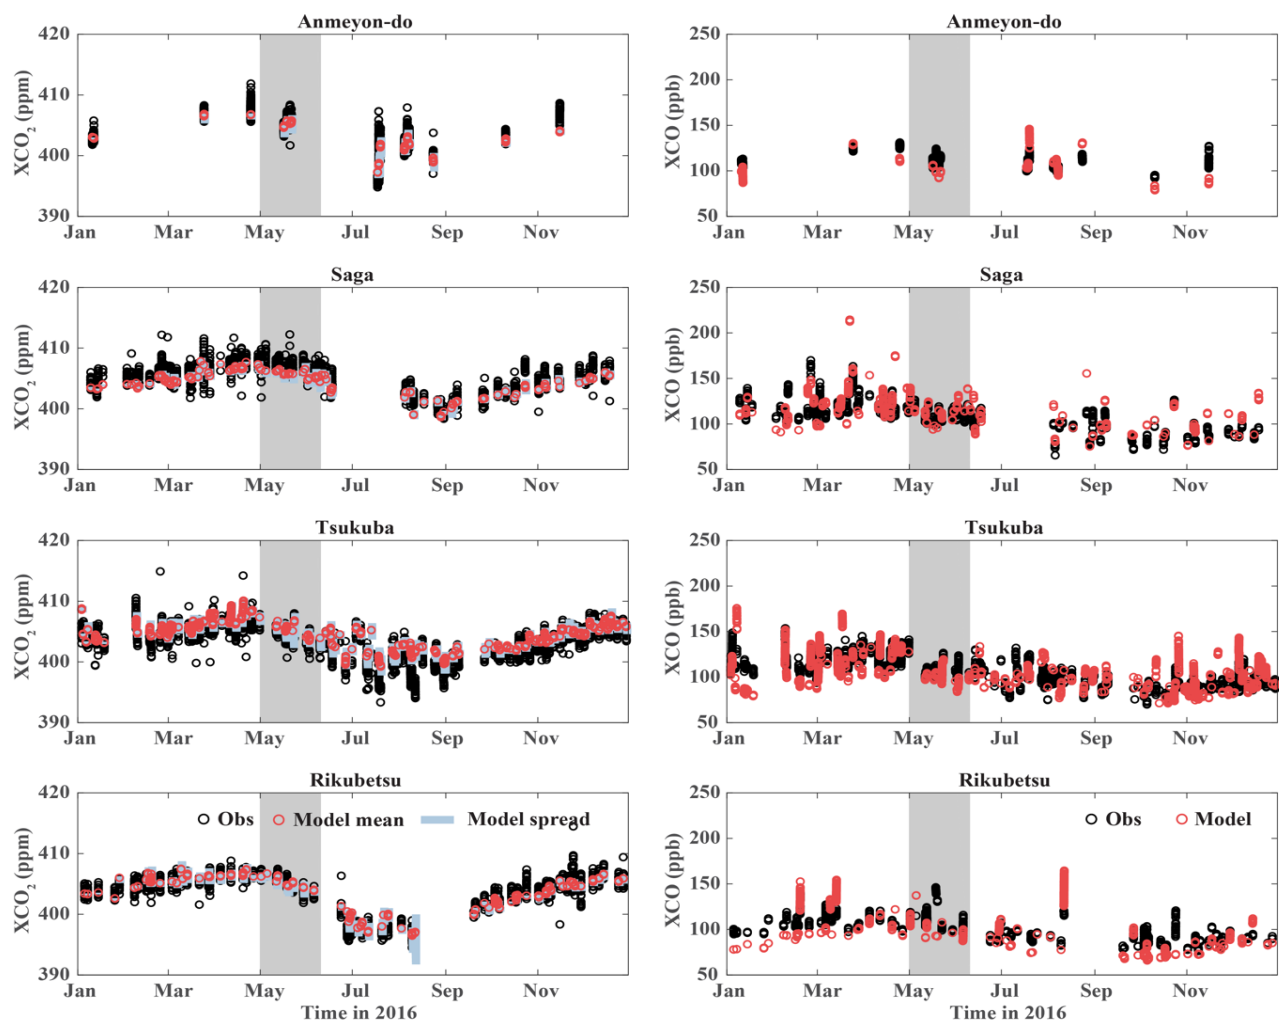 Anmeyon-do
XCO2 (ppm)
420
410
400
390
Jan Mar May Jul Sep Nov
Anmeyon-do
XCO (ppb)
250
200
150
100
50
Jan Mar May Jul Sep Nov
Saga
XCO2 (ppm)
420
410
400
390
Jan Mar May Jul Sep Nov
Saga
XCO (ppb)
250
200
150
100
50
Jan Mar May Jul Sep Nov
Tsukuba
XCO2 (ppm)
420
410
400
390
Jan Mar May Jul Sep Nov
Tsukuba
XCO (ppb)
250
200
150
100
50
Jan Mar May Jul Sep Nov
Rikubetsu
XCO2 (ppm)
420
410
400
390
Obs Model mean Model spread
Jan Mar May Jul Sep Nov
Time in 2016
Rikubetsu
XCO (ppb)
250
200
150
100
50
Obs Model
Jan Mar May Jul Sep Nov
Time in 2016